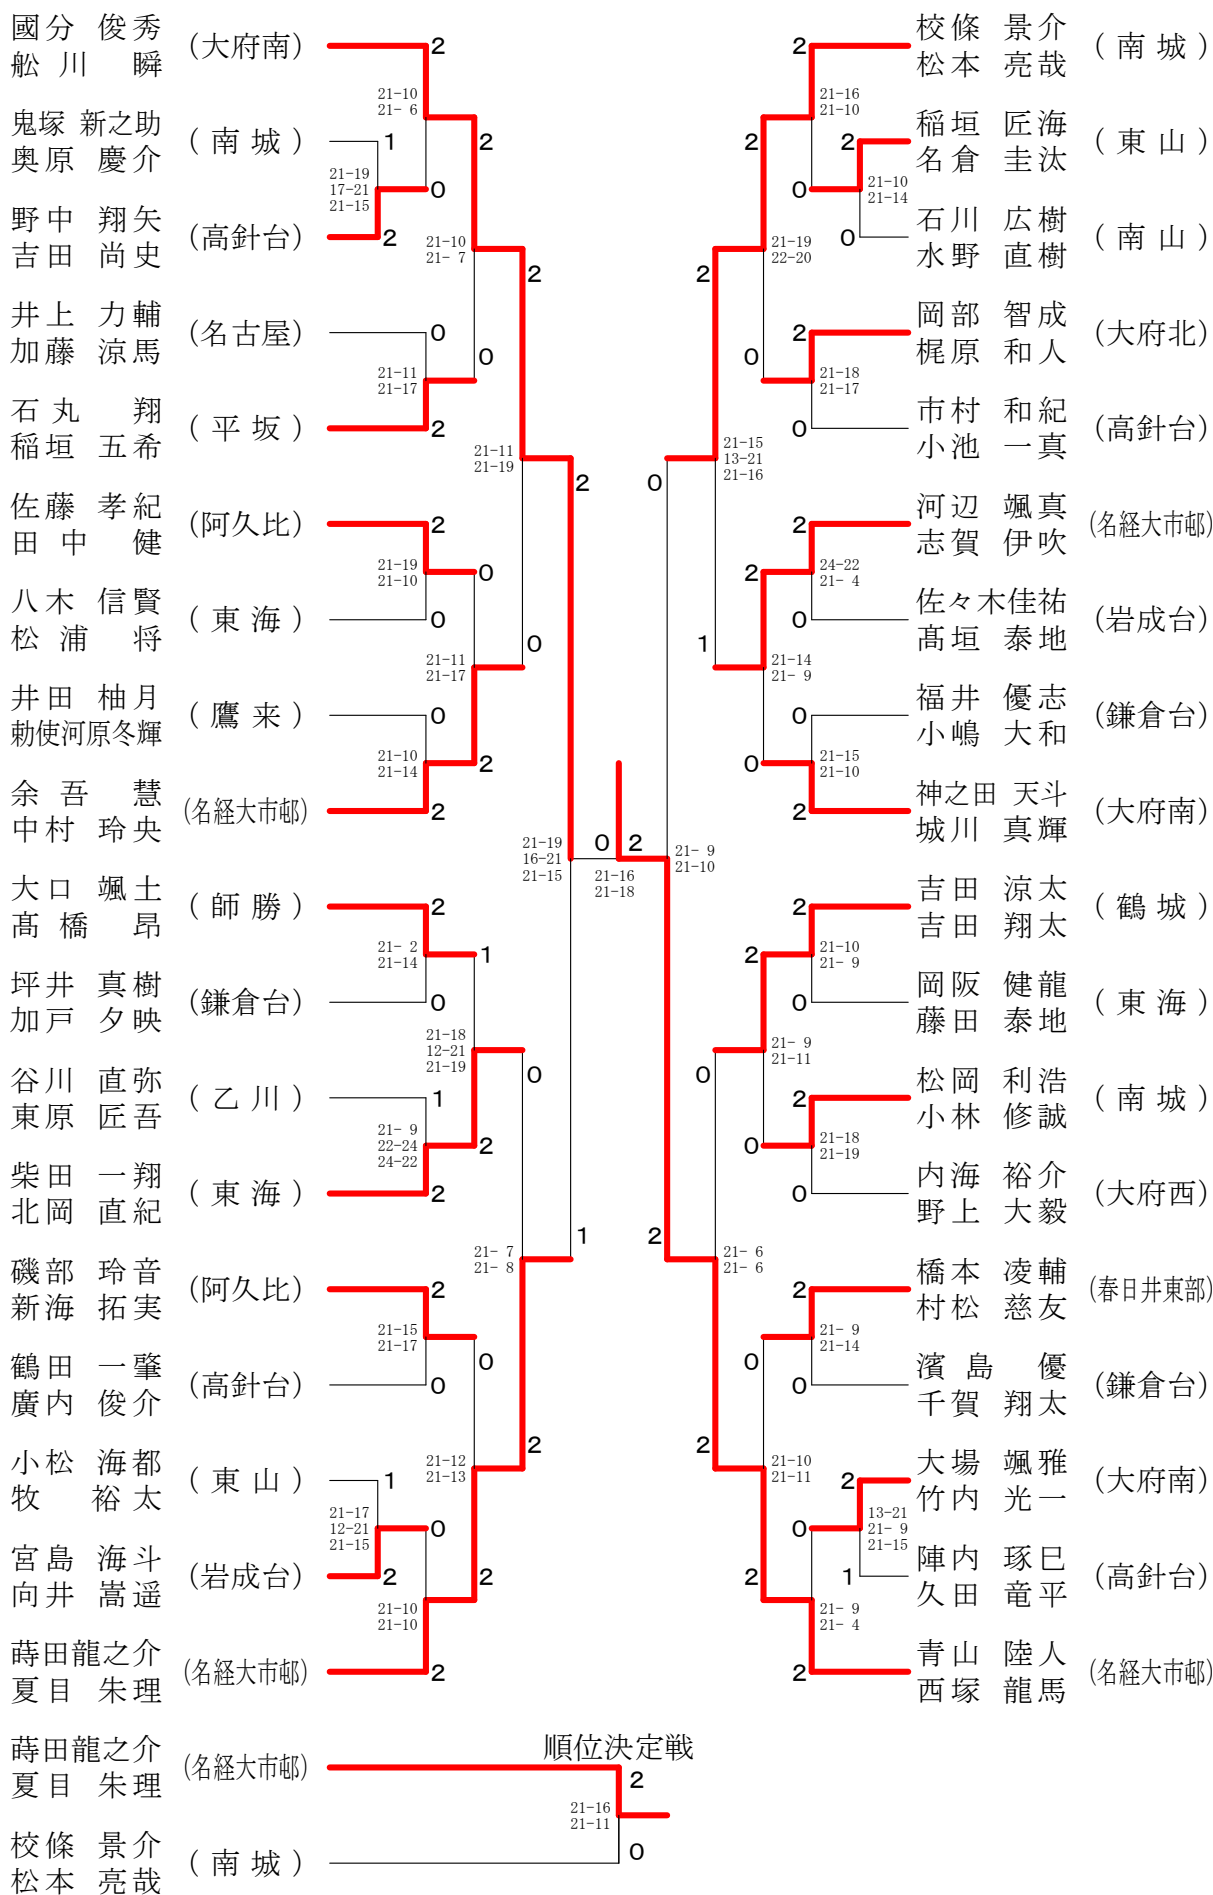 國分 俊秀
舩川 瞬
(大府南)
2
21-10
21- 6
鬼塚 新之助
奥原 慶介
(南城)
1
2
21-19
17-21
21-15
0
野中 翔矢
吉田 尚史
(高針台)
2
21-10
21- 7
2
井上 力輔
加藤 涼馬
(名古屋)
0
0
21-11
21-17
石丸 翔
稲垣 五希
(平坂)
2
21-11
21-19
2
佐藤 孝紀
田中 健
(阿久比)
2
21-19
21-10
0
八木 信賢
松浦 将
(東海)
0
0
21-11
21-17
井田 柚月
勅使河原冬輝
(鷹来)
0
21-10
21-14
2
余吾 慧
中村 玲央
(名経大市邨)
2
21-19
16-21
21-15
0
2
21-16
21-18
大口 颯土
髙橋 昂
(師勝)
2
21- 2
21-14
1
坪井 真樹
加戸 夕映
(鎌倉台)
0
21-18
12-21
21-19
0
谷川 直弥
東原 匠吾
(乙川)
1
21- 9
22-24
24-22
2
柴田 一翔
北岡 直紀
(東海)
2
1
21- 7
21- 8
磯部 玲音
新海 拓実
(阿久比)
2
21-15
21-17
0
鶴田 一肇
廣内 俊介
(高針台)
0
2
21-12
21-13
小松 海都
牧 裕太
(東山)
1
21-17
12-21
21-15
0
宮島 海斗
向井 嵩遥
(岩成台)
2
2
21-10
21-10
蒔田龍之介
夏目 朱理
(名経大市邨)
2
2
校條 景介
松本 亮哉
(南城)
21-16
21-10
2
2
稲垣 匠海
名倉 圭汰
(東山)
0
21-10
21-14
0
石川 広樹
水野 直樹
(南山)
2
21-19
22-20
2
岡部 智成
梶原 和人
(大府北)
0
21-18
21-17
0
市村 和紀
小池 一真
(高針台)
0
21-15
13-21
21-16
2
河辺 颯真
志賀 伊吹
(名経大市邨)
2
24-22
21- 4
0
佐々木佳祐
髙垣 泰地
(岩成台)
1
21-14
21- 9
0
福井 優志
小嶋 大和
(鎌倉台)
0
21-15
21-10
2
神之田 天斗
城川 真輝
(大府南)
21- 9
21-10
2
吉田 涼太
吉田 翔太
(鶴城)
2
21-10
21- 9
0
岡阪 健龍
藤田 泰地
(東海)
0
21- 9
21-11
2
松岡 利浩
小林 修誠
(南城)
0
21-18
21-19
0
内海 裕介
野上 大毅
(大府西)
2
21- 6
21- 6
2
橋本 凌輔
村松 慈友
(春日井東部)
0
21- 9
21-14
0
濱島 優
千賀 翔太
(鎌倉台)
2
21-10
21-11
2
大場 颯雅
竹内 光一
(大府南)
0
13-21
21- 9
21-15
1
陣内 琢巳
久田 竜平
(高針台)
2
21- 9
21- 4
2
青山 陸人
西塚 龍馬
(名経大市邨)
順位決定戦
蒔田龍之介
夏目 朱理
(名経大市邨)
2
21-16
21-11
校條 景介
松本 亮哉
(南城)
0